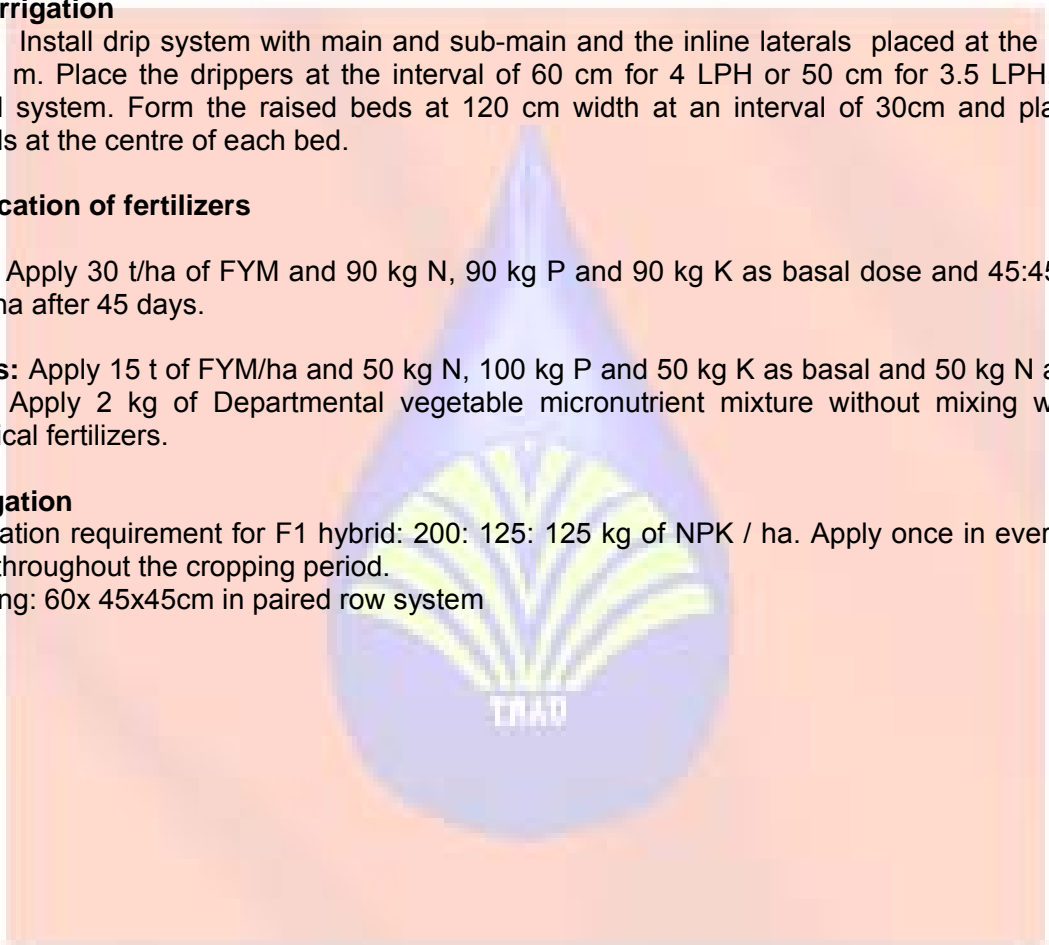 rrigation
Install drip system with main and sub-main and the inline laterals placed at the
m. Place the drippers at the interval of 60 cm for 4 LPH or 50 cm for 3.5 LPH
system. Form the raised beds at 120 cm width at an interval of 30cm and pla
s at the centre of each bed.
cation of fertilizers
Apply 30 t/ha of FYM and 90 kg N, 90 kg P and 90 kg K as basal dose and 45:45
na after 45 days.
s: Apply 15 t of FYM/ha and 50 kg N, 100 kg P and 50 kg K as basal and 50 kg N a
Apply 2 kg of Departmental vegetable micronutrient mixture without mixing w
ical fertilizers.
gation
ation requirement for F1 hybrid: 200: 125: 125 kg of NPK / ha. Apply once in ever
throughout the cropping period.
ng: 60x 45x45cm in paired row system
TNAU